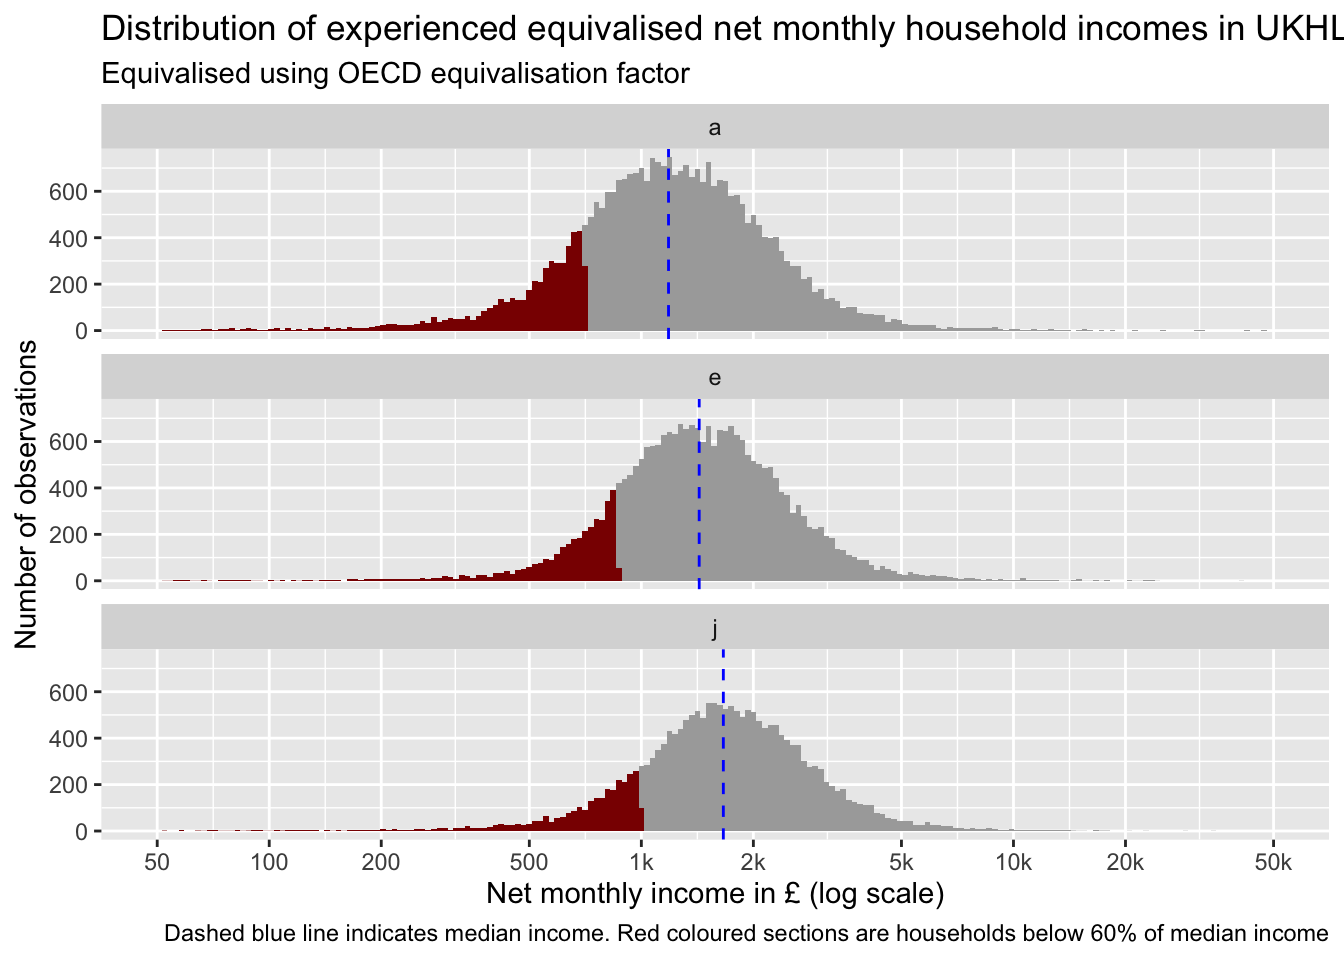 Distribution of experienced equivalised net monthly household incomes in UKHL
Equivalised using OECD equivalisation factor
a
600
400
200
0
e
600
400
200
0
j
600
400
200
0
Number of observations
50 100 200 500 1k 2k 5k 10k 20k 50k
Net monthly income in £ (log scale)
Dashed blue line indicates median income. Red coloured sections are households below 60% of median income